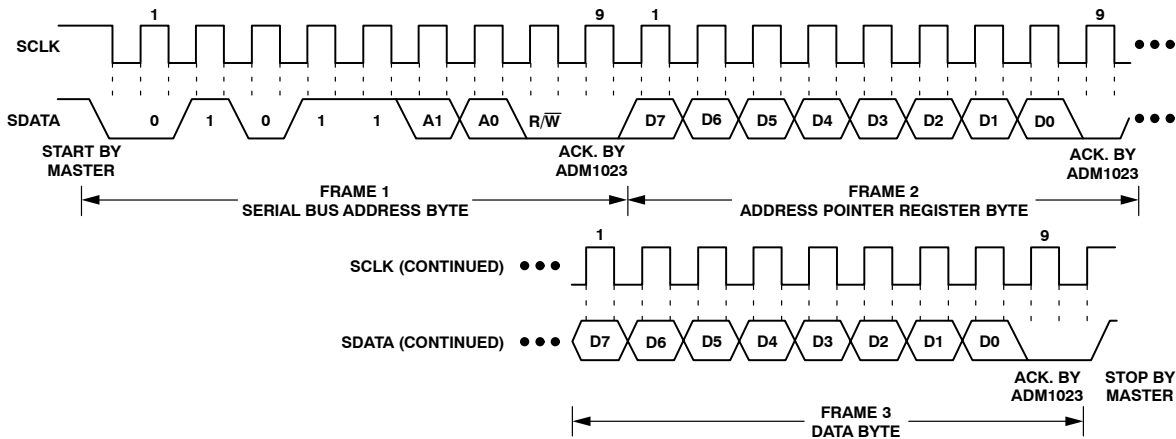 1 9 1 9
SCLK
SDATA 0 1 0 1 1 A1 A0 R/W̅ D7 D6 D5 D4 D3 D2 D1 D0
START BY
MASTER
ACK. BY
ADM1023
ACK. BY
ADM1023
FRAME 1
SERIAL BUS ADDRESS BYTE
FRAME 2
ADDRESS POINTER REGISTER BYTE
1 9
SCLK (CONTINUED)
SDATA (CONTINUED) D7 D6 D5 D4 D3 D2 D1 D0
ACK. BY
ADM1023
STOP BY
MASTER
FRAME 3
DATA BYTE